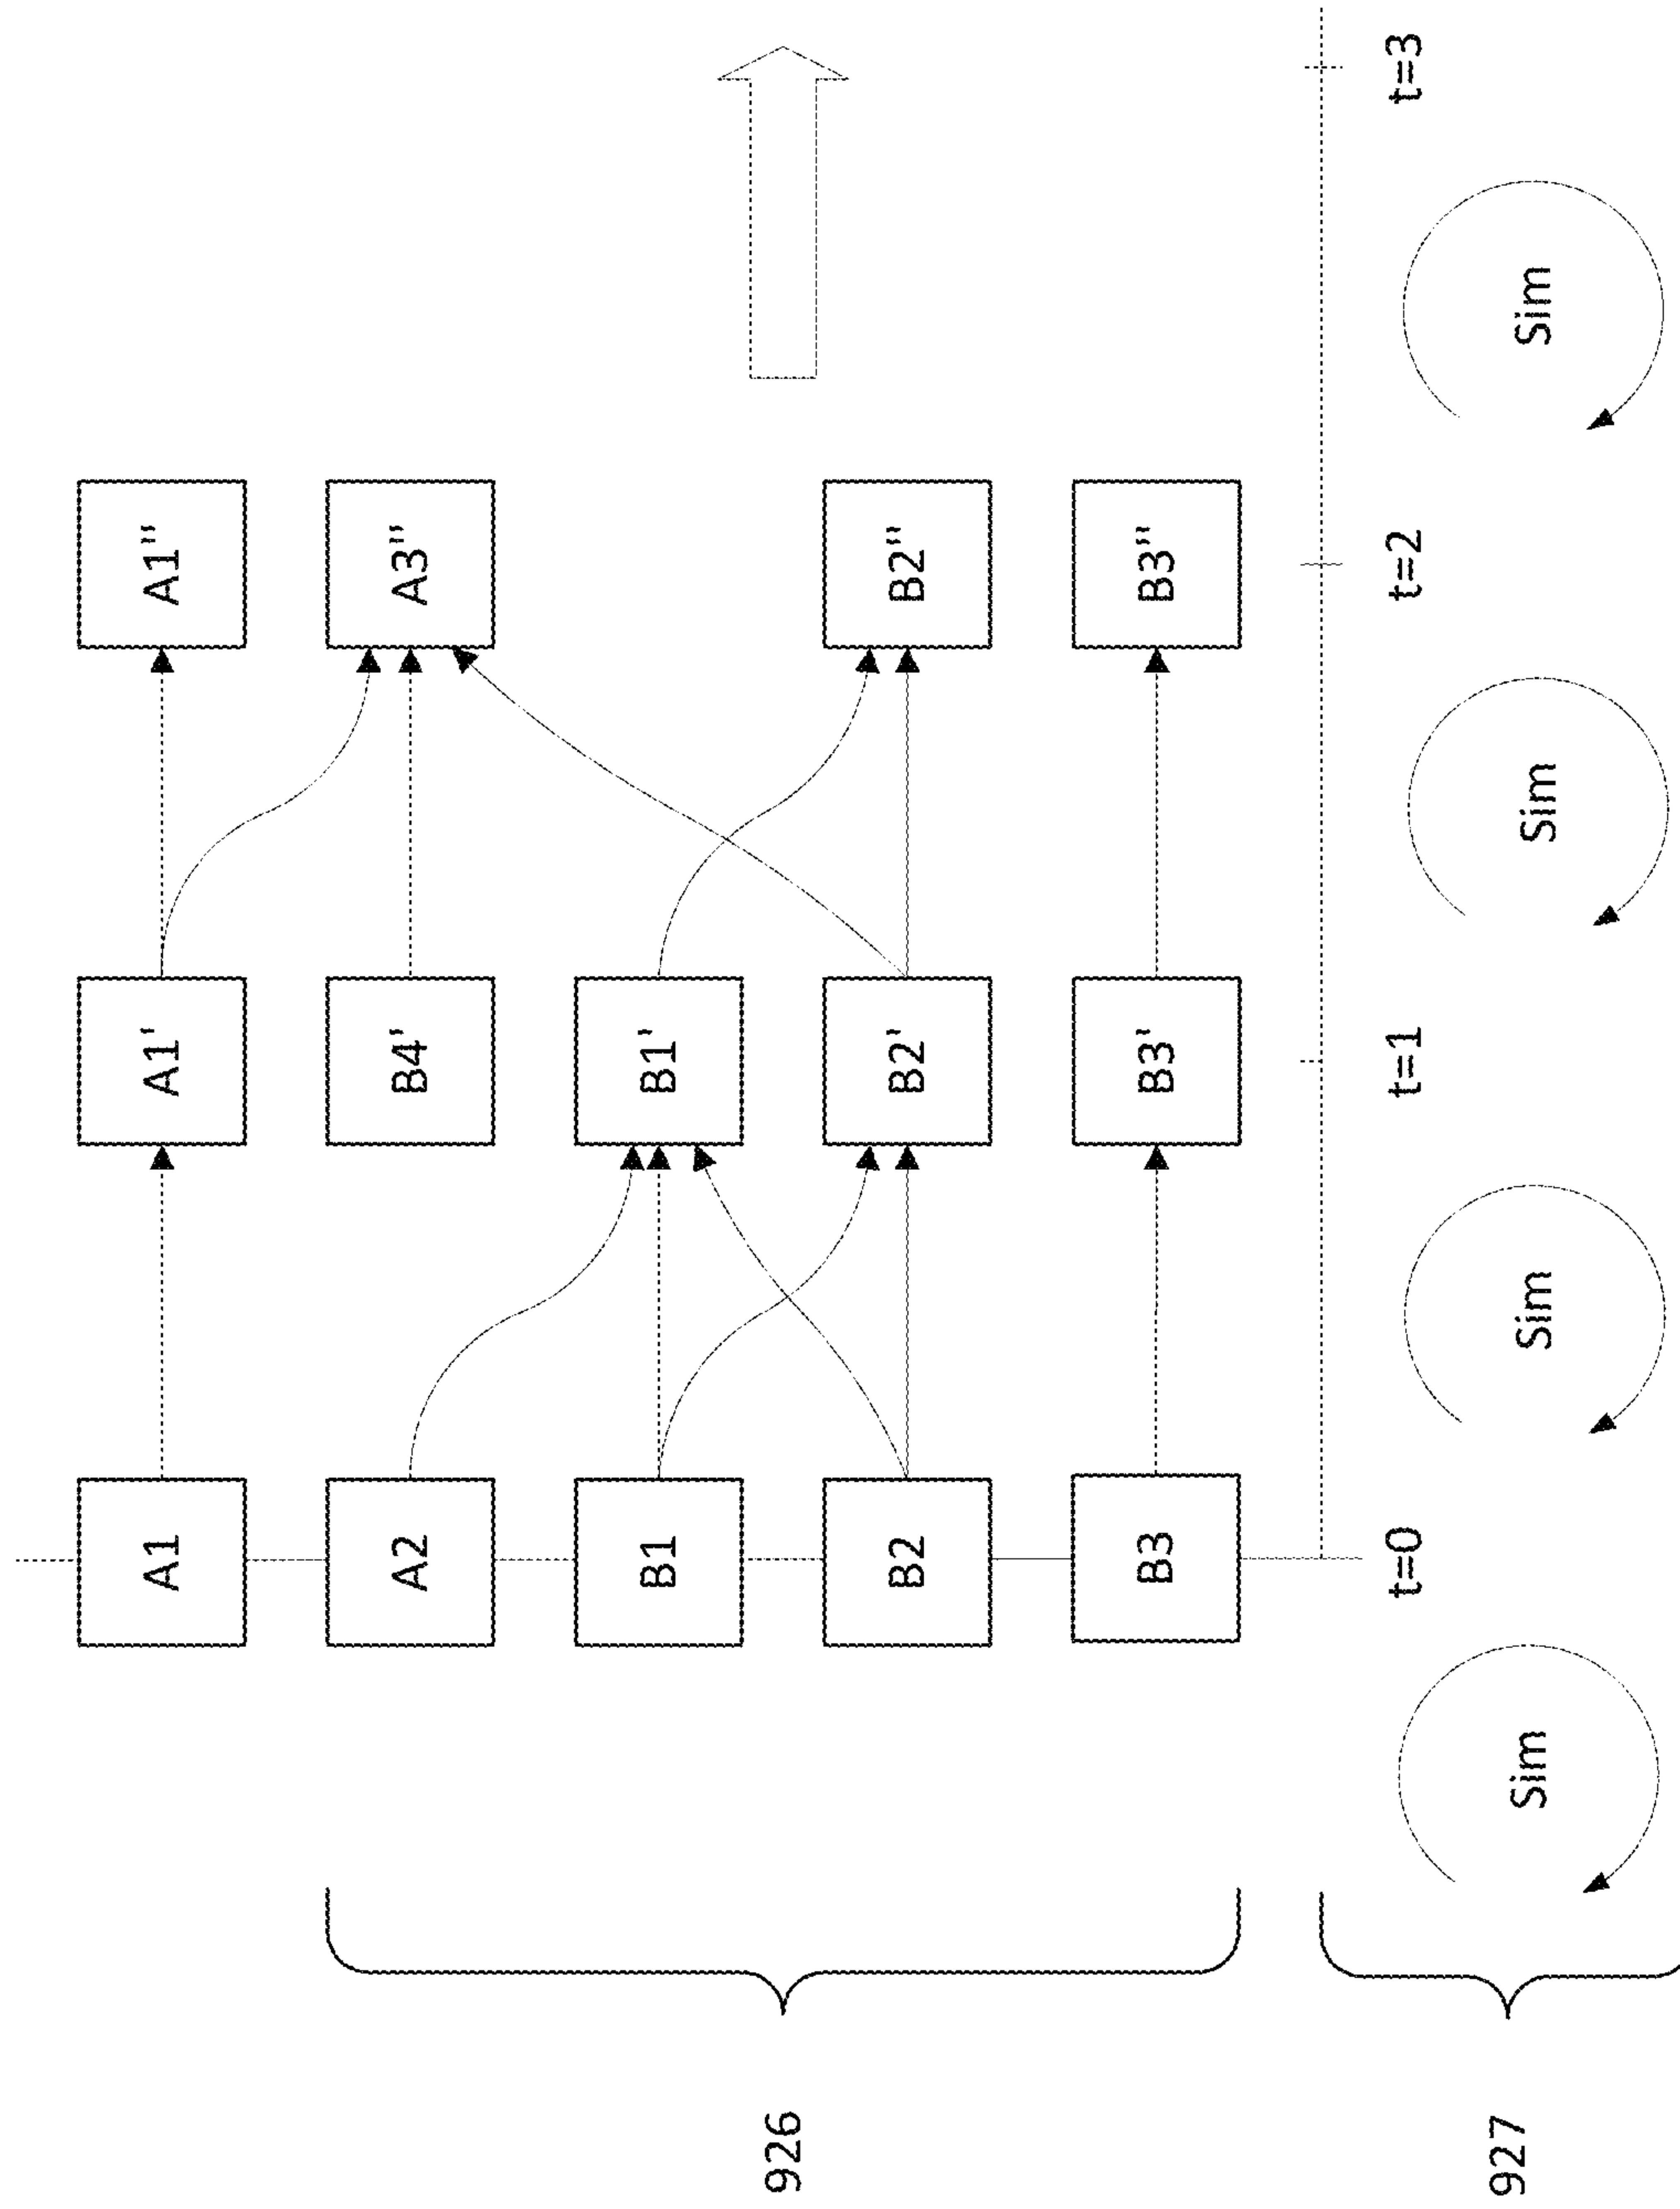 A1 A1' A1''
A2 B4' A3''
B1 B1'
926
B2 B2' B2''
B3 B3' B3''
t=0 t=1 t=2 t=3
927 Sim Sim Sim Sim